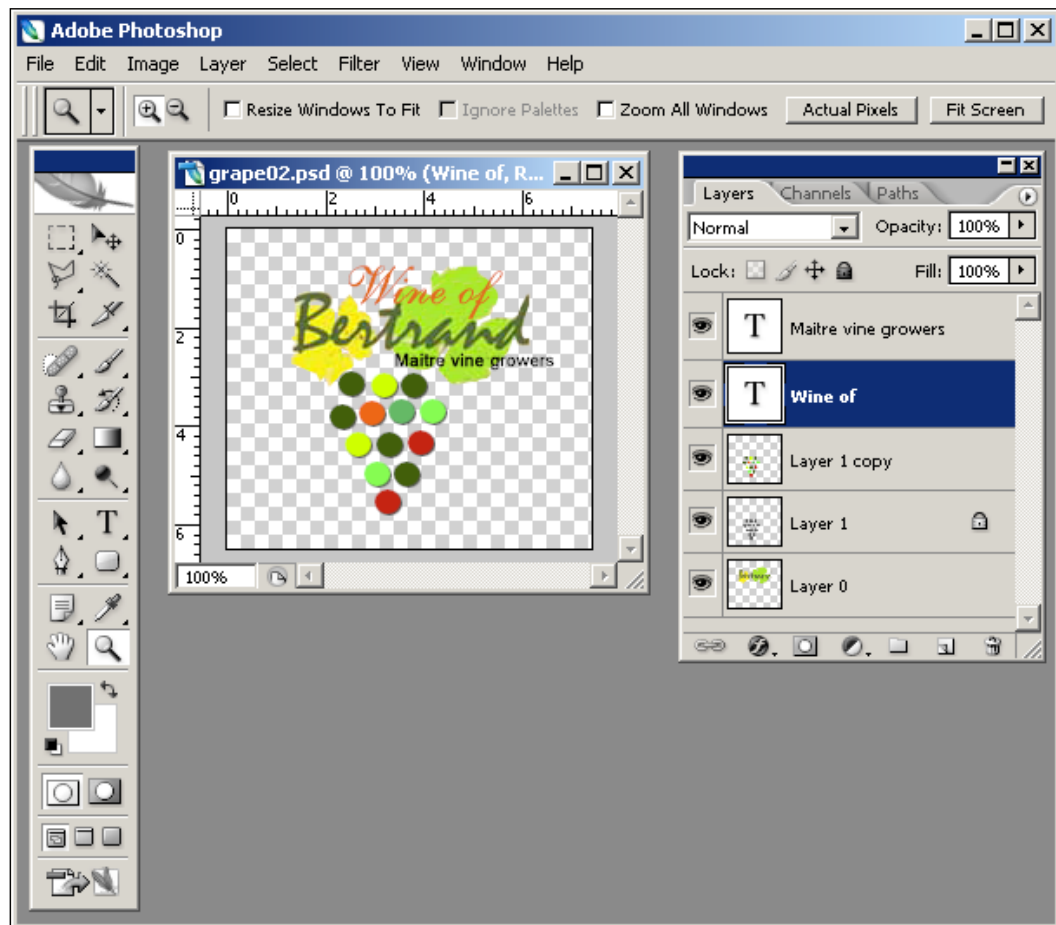 Adobe Photoshop
File Edit Image Layer Select Filter View Window Help
Resize Windows To Fit Ignore Palettes Zoom All Windows Actual Pixels Fit Screen
grape02.psd @ 100% (Wine of, R...
0 2 4 6
0
2
4
6
Wine of
Bertrand
Maitre vine growers
100%
Layers Channels Paths
Normal Opacity: 100%
Lock: Fill: 100%
T Maitre vine growers
T Wine of
Layer 1 copy
Layer 1
Layer 0
T